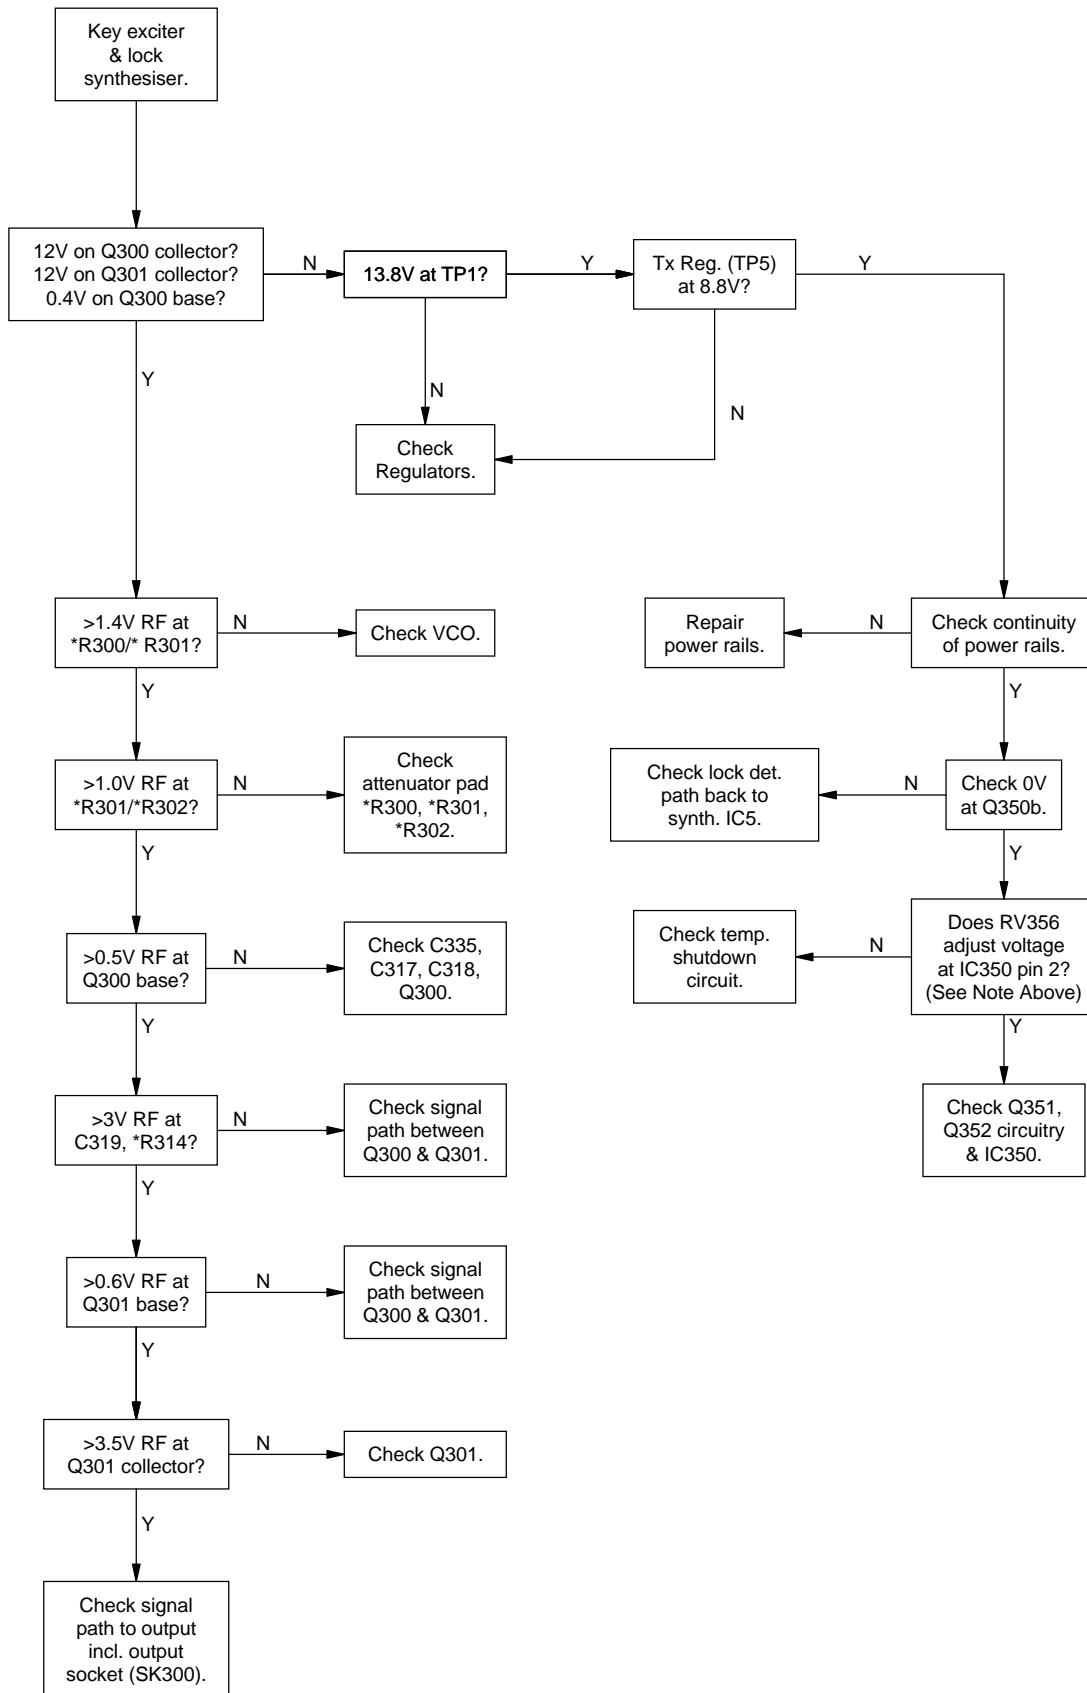 Key exciter
& lock
synthesiser.
12V on Q300 collector?
12V on Q301 collector?
0.4V on Q300 base?
N
13.8V at TP1?
Y
Tx Reg. (TP5)
at 8.8V?
Y
Y
N
N
Check
Regulators.
>1.4V RF at
*R300/* R301?
N
Check VCO.
Repair
power rails.
N
Check continuity
of power rails.
Y
Y
>1.0V RF at
*R301/*R302?
N
Check
attenuator pad
*R300, *R301,
*R302.
Check lock det.
path back to
synth. IC5.
N
Check 0V
at Q350b.
Y
Y
>0.5V RF at
Q300 base?
N
Check C335,
C317, C318,
Q300.
Check temp.
shutdown
circuit.
N
Does RV356
adjust voltage
at IC350 pin 2?
(See Note Above)
Y
Y
>3V RF at
C319, *R314?
N
Check signal
path between
Q300 & Q301.
Check Q351,
Q352 circuitry
& IC350.
Y
>0.6V RF at
Q301 base?
N
Check signal
path between
Q300 & Q301.
Y
>3.5V RF at
Q301 collector?
N
Check Q301.
Y
Check signal
path to output
incl. output
socket (SK300).